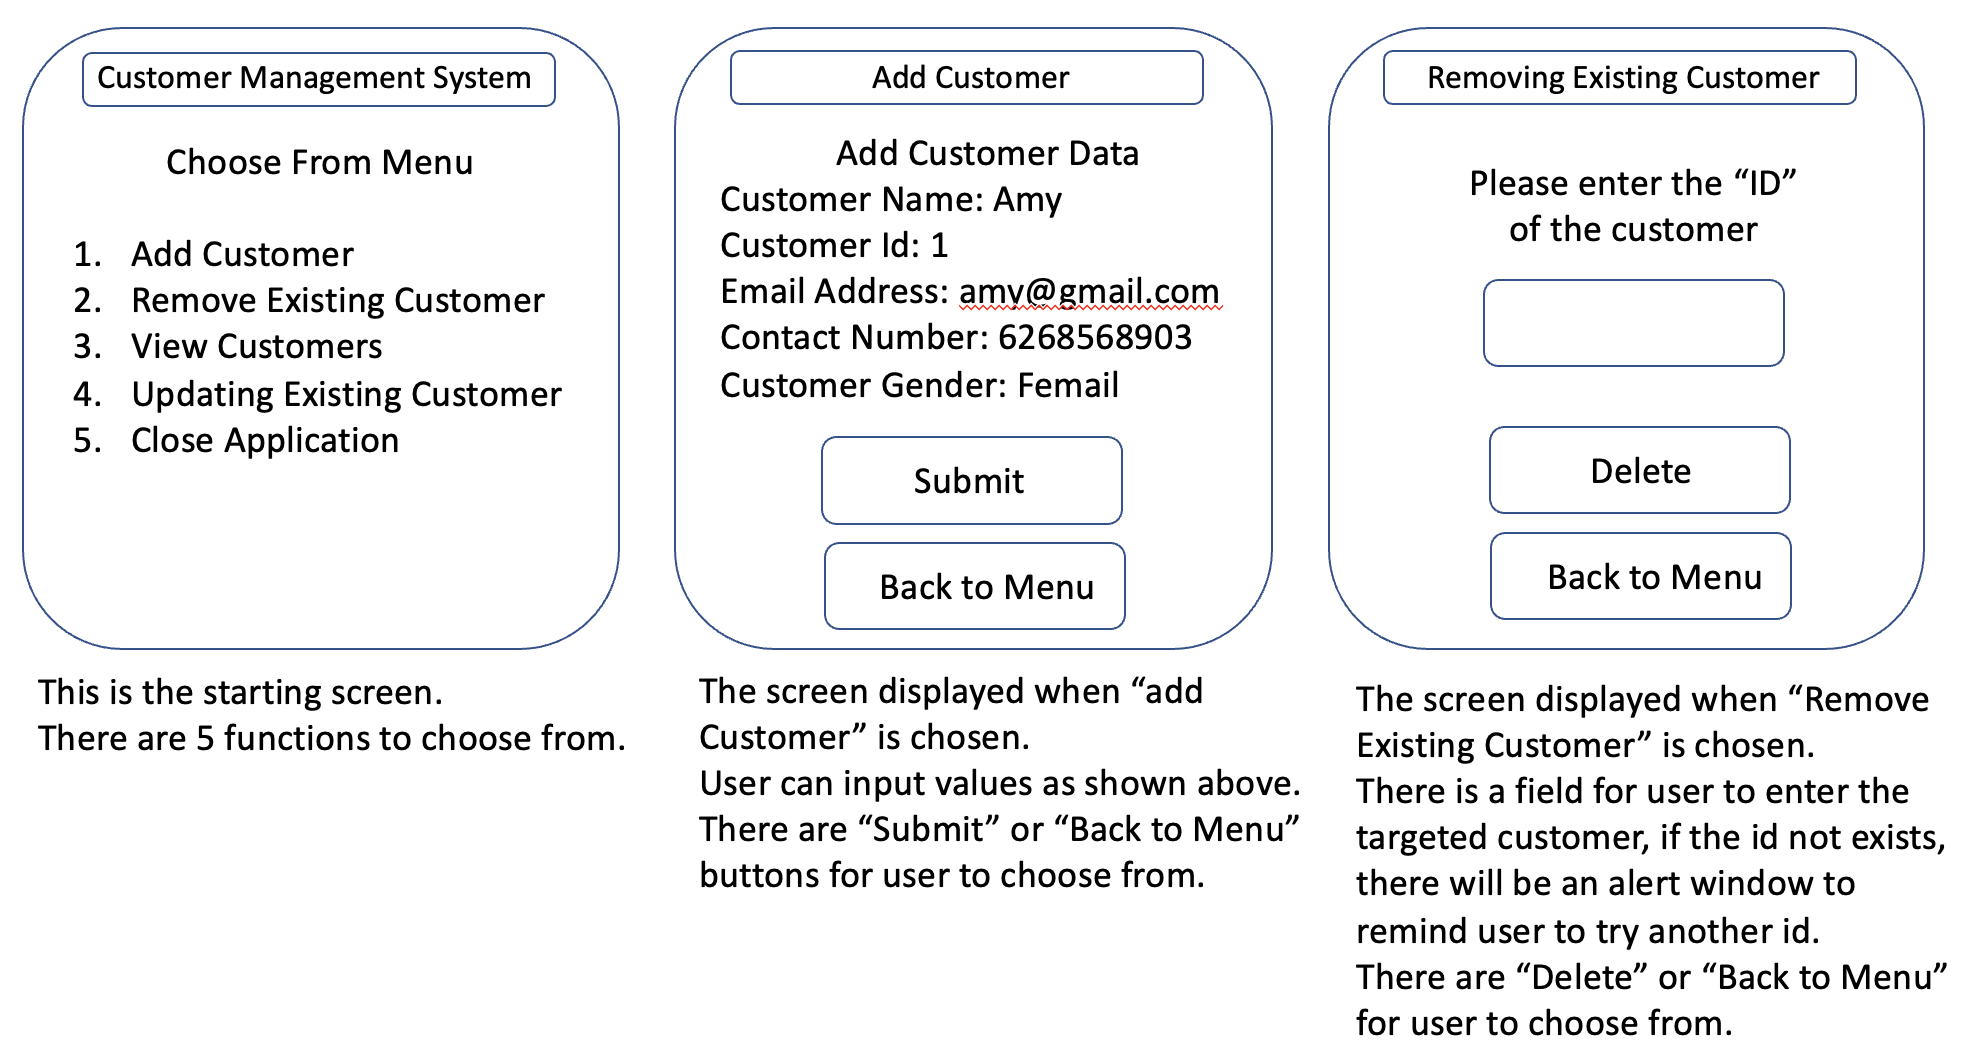 Customer Management System
Choose From Menu
1. Add Customer
2. Remove Existing Customer
3. View Customers
4. Updating Existing Customer
5. Close Application
This is the starting screen.
There are 5 functions to choose from.
Add Customer
Add Customer Data
Customer Name: Amy
Customer Id: 1
Email Address: amy@gmail.com
Contact Number: 6268568903
Customer Gender: Femail
Submit
Back to Menu
The screen displayed when “add
Customer” is chosen.
User can input values as shown above.
There are “Submit” or “Back to Menu”
buttons for user to choose from.
Removing Existing Customer
Please enter the “ID”
of the customer
Delete
Back to Menu
The screen displayed when “Remove
Existing Customer” is chosen.
There is a field for user to enter the
targeted customer, if the id not exists,
there will be an alert window to
remind user to try another id.
There are “Delete” or “Back to Menu”
for user to choose from.